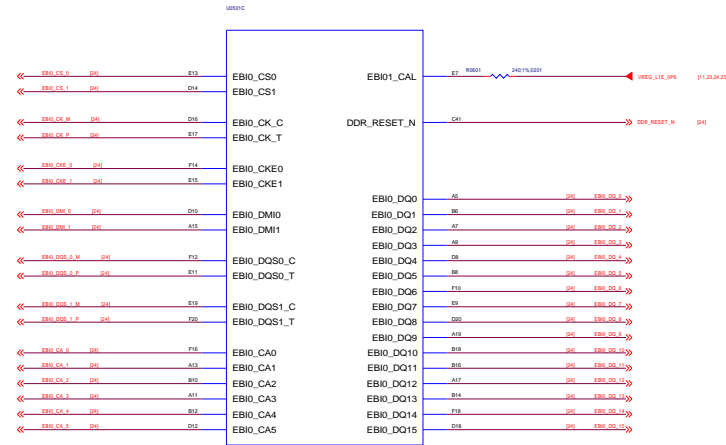 U0501C
EBI0_CS_0 [24] E13 EBI0_CS0 EBI01_CAL E7 R0601 240;1%;0201 VREG_L1E_0P6 [11,23,24,25
EBI0_CS_1 [24] D14 EBI0_CS1
EBI0_CK_M [24] D16 EBI0_CK_C DDR_RESET_N C41 DDR_RESET_N [24]
EBI0_CK_P [24] E17 EBI0_CK_T
EBI0_CKE_0 [24] F14 EBI0_CKE0
EBI0_CKE_1 [24] E15 EBI0_CKE1
EBI0_DQ0 A5 [24] EBI0_DQ_0
EBI0_DMI_0 [24] D10 EBI0_DMI0 EBI0_DQ1 B6 [24] EBI0_DQ_1
EBI0_DMI_1 [24] A15 EBI0_DMI1 EBI0_DQ2 A7 [24] EBI0_DQ_2
EBI0_DQ3 A9 [24] EBI0_DQ_3
EBI0_DQS_0_M [24] F12 EBI0_DQS0_C EBI0_DQ4 D8 [24] EBI0_DQ_4
EBI0_DQS_0_P [24] E11 EBI0_DQS0_T EBI0_DQ5 B8 [24] EBI0_DQ_5
EBI0_DQ6 F10 [24] EBI0_DQ_6
EBI0_DQS_1_M [24] E19 EBI0_DQS1_C EBI0_DQ7 E9 [24] EBI0_DQ_7
EBI0_DQS_1_P [24] F20 EBI0_DQS1_T EBI0_DQ8 D20 [24] EBI0_DQ_8
EBI0_DQ9 A19 [24] EBI0_DQ_9
EBI0_CA_0 [24] F16 EBI0_CA0 EBI0_DQ10 B18 [24] EBI0_DQ_10
EBI0_CA_1 [24] A13 EBI0_CA1 EBI0_DQ11 B16 [24] EBI0_DQ_11
EBI0_CA_2 [24] B10 EBI0_CA2 EBI0_DQ12 A17 [24] EBI0_DQ_12
EBI0_CA_3 [24] A11 EBI0_CA3 EBI0_DQ13 B14 [24] EBI0_DQ_13
EBI0_CA_4 [24] B12 EBI0_CA4 EBI0_DQ14 F18 [24] EBI0_DQ_14
EBI0_CA_5 [24] D12 EBI0_CA5 EBI0_DQ15 D18 [24] EBI0_DQ_15